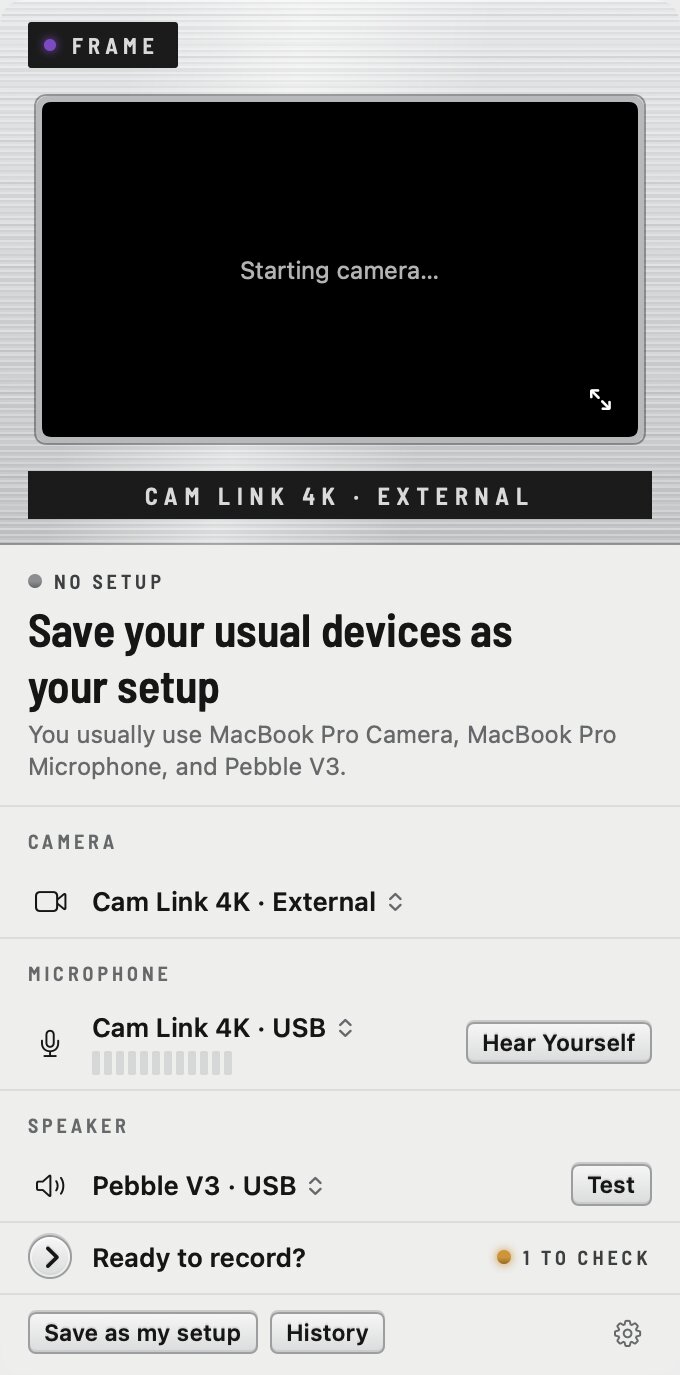 FRAME
Starting camera...
CAM LINK 4K · EXTERNAL
NO SETUP
Save your usual devices as
your setup
You usually use MacBook Pro Camera, MacBook Pro
Microphone, and Pebble V3.
CAMERA
Cam Link 4K · External
MICROPHONE
Cam Link 4K · USB
Hear Yourself
SPEAKER
Pebble V3 · USB
Test
Ready to record?
1 TO CHECK
Save as my setup
History